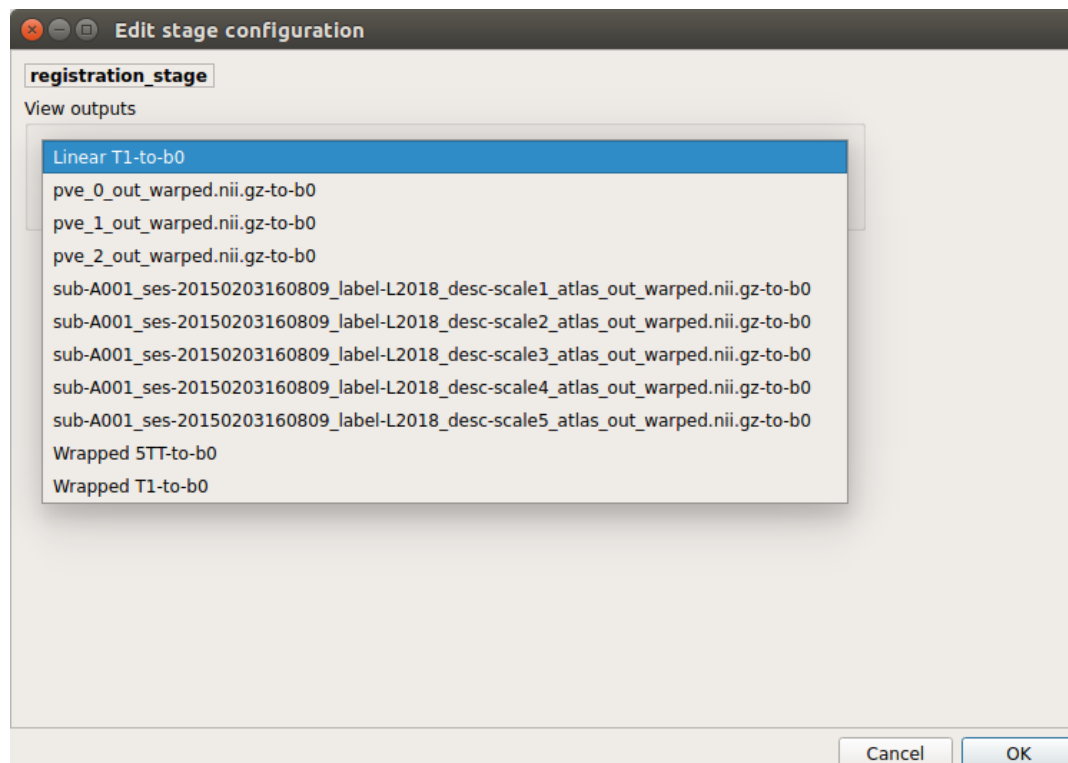 Edit stage configuration
registration_stage
View outputs
Linear T1-to-b0
pve_0_out_warped.nii.gz-to-b0
pve_1_out_warped.nii.gz-to-b0
pve_2_out_warped.nii.gz-to-b0
sub-A001_ses-20150203160809_label-L2018_desc-scale1_atlas_out_warped.nii.gz-to-b0
sub-A001_ses-20150203160809_label-L2018_desc-scale2_atlas_out_warped.nii.gz-to-b0
sub-A001_ses-20150203160809_label-L2018_desc-scale3_atlas_out_warped.nii.gz-to-b0
sub-A001_ses-20150203160809_label-L2018_desc-scale4_atlas_out_warped.nii.gz-to-b0
sub-A001_ses-20150203160809_label-L2018_desc-scale5_atlas_out_warped.nii.gz-to-b0
Wrapped 5TT-to-b0
Wrapped T1-to-b0
Cancel OK